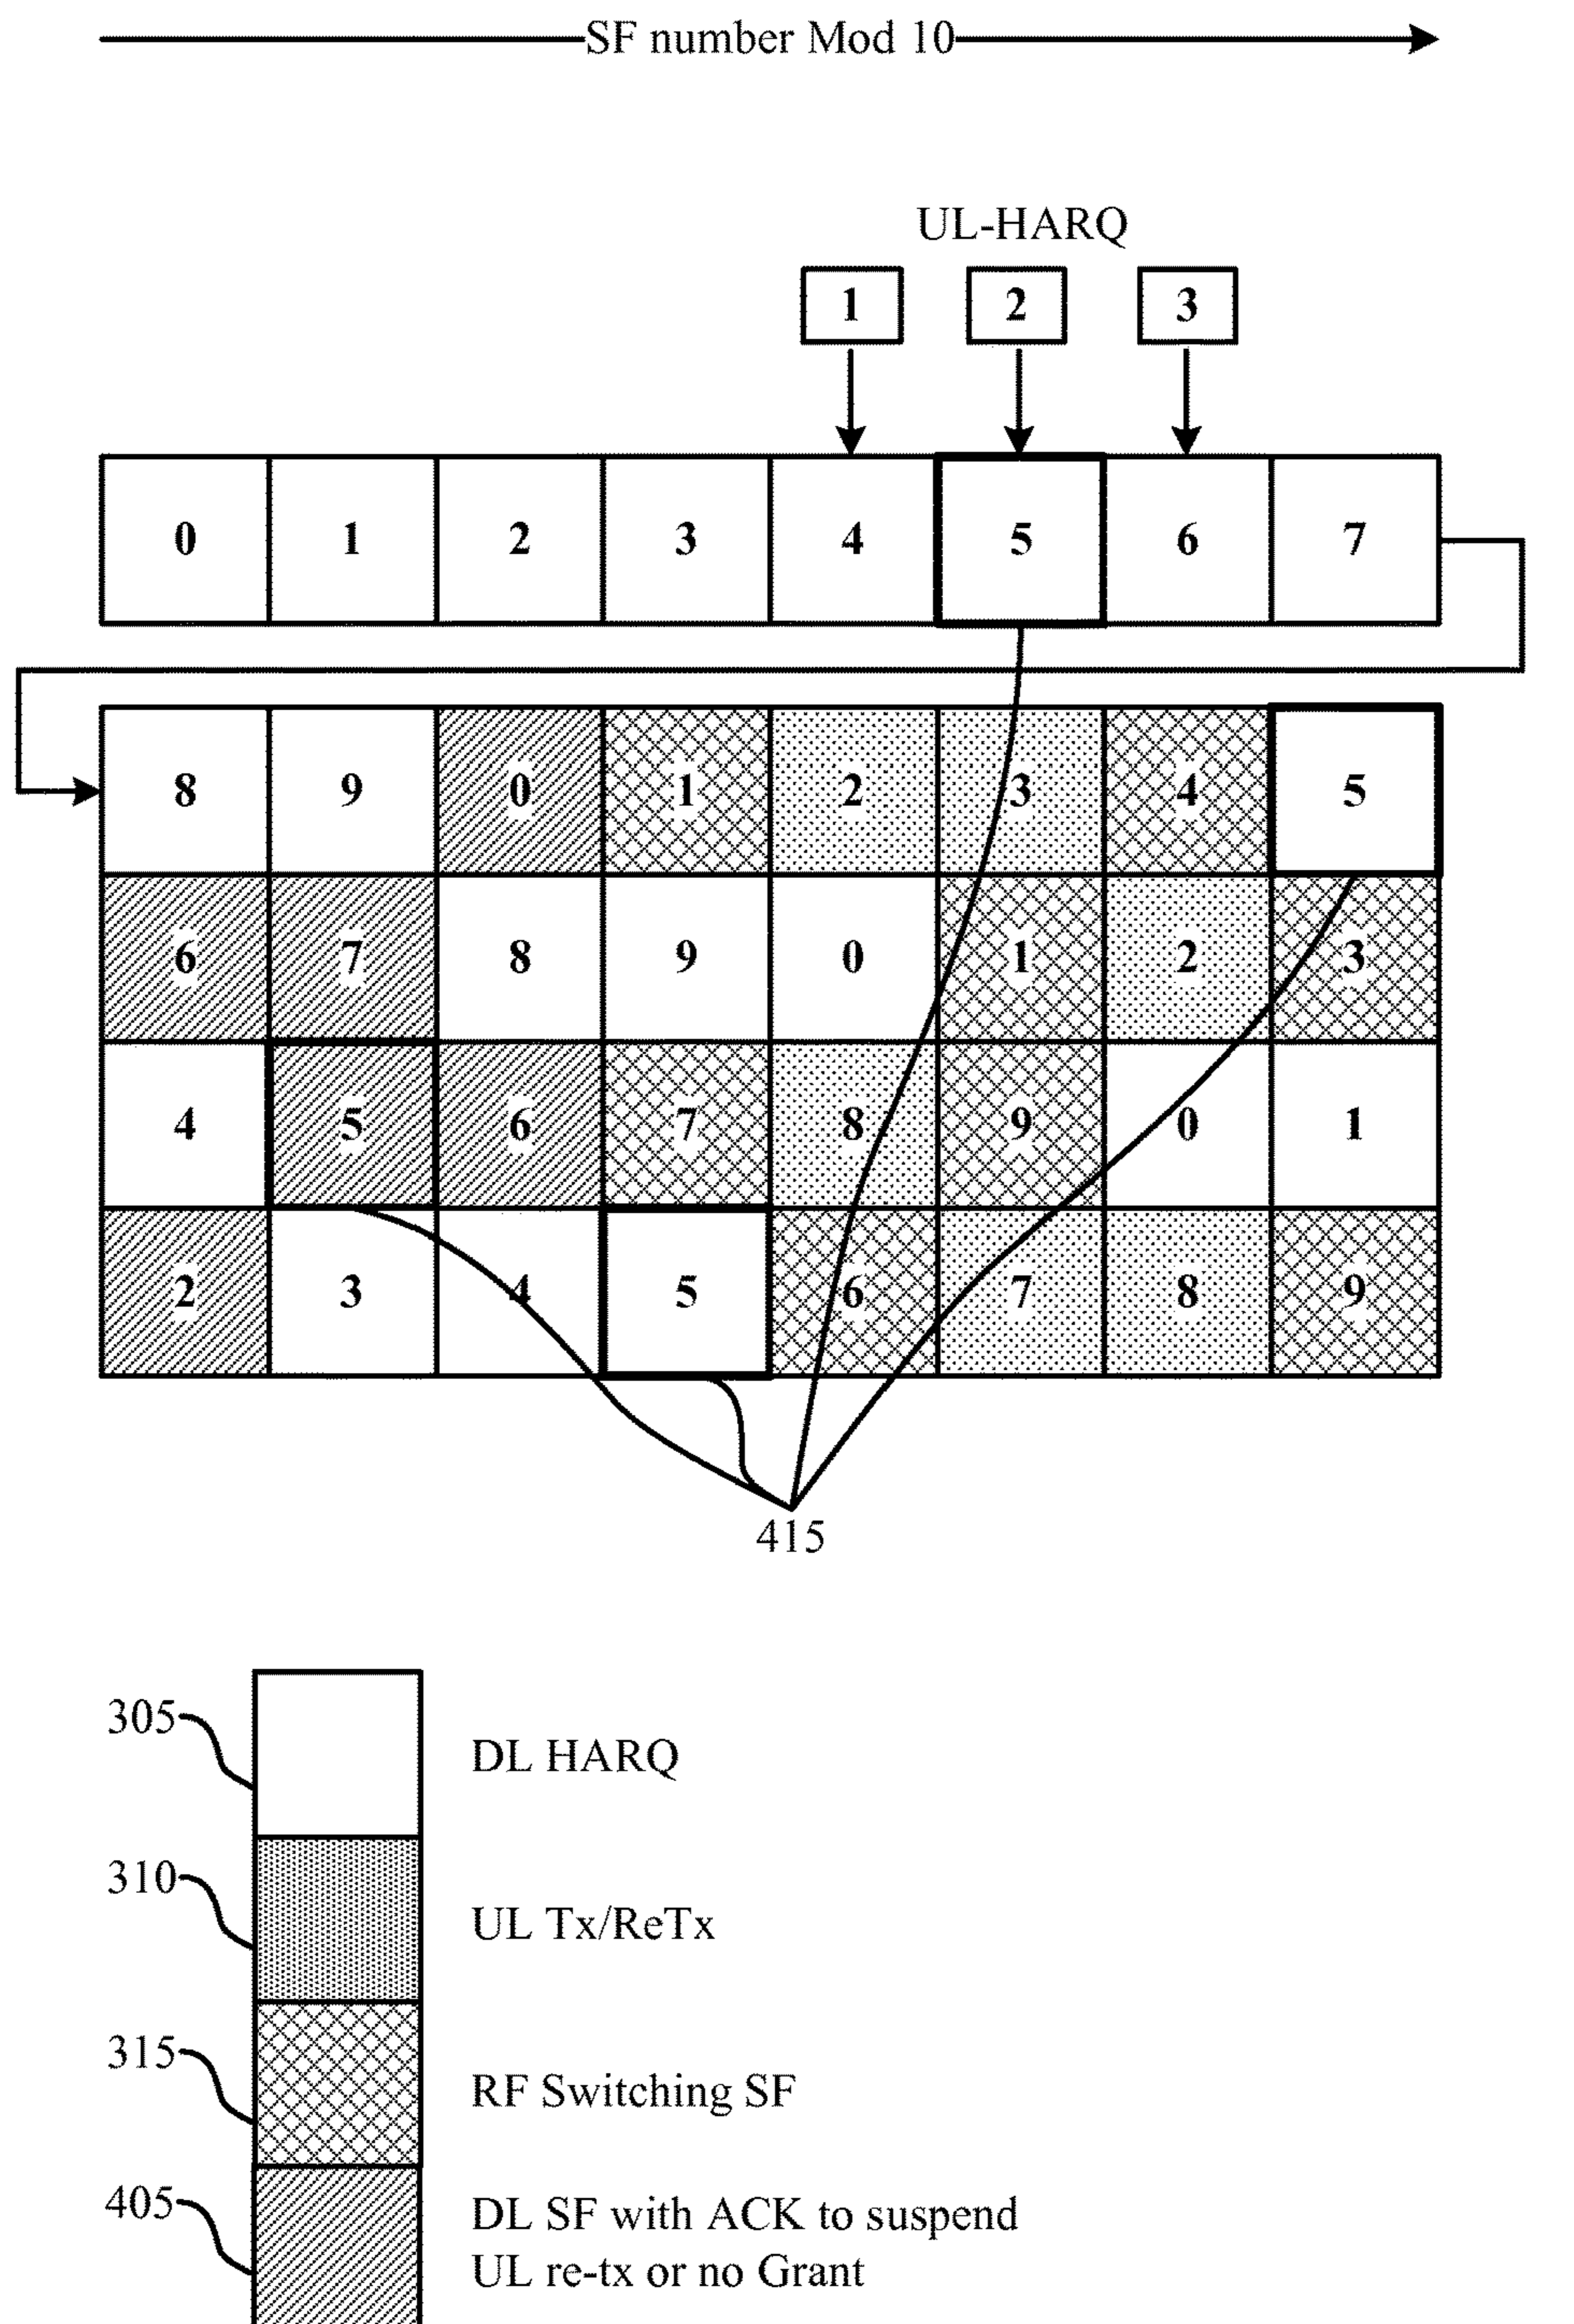 SF number Mod 10
UL-HARQ
1 2 3
0 1 2 3 4 5 6 7
8 9 0 1 2 3 4 5
6 7 8 9 0 1 2 3
4 5 6 7 8 9 0 1
2 3 4 5 6 7 8 9
415
305 DL HARQ
310 UL Tx/ReTx
315 RF Switching SF
405 DL SF with ACK to suspend
UL re-tx or no Grant